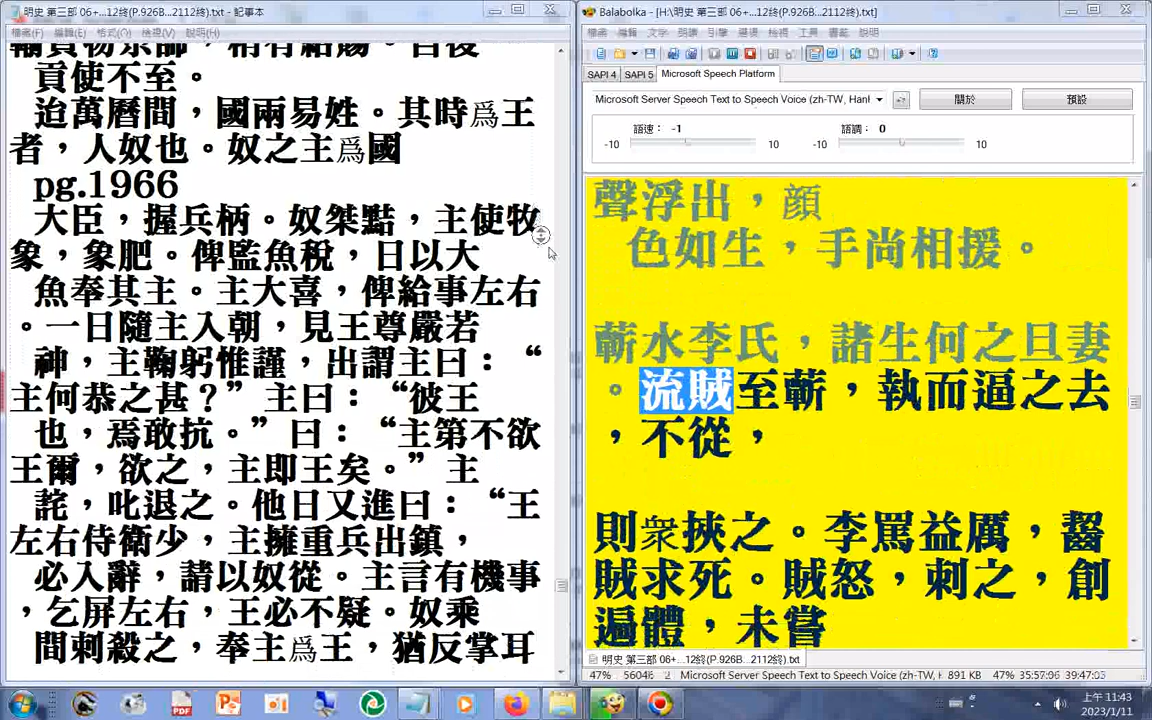 明史 第三部 06+...12终(P.926B...2112终).txt - 記事本
檔案(F) 編輯(E) 格式(O) 檢視(V) 說明(H)
貢使不至。
迨萬曆間，國兩易姓。其時爲王
者，人奴也。奴之主爲國
pg.1966
大臣，握兵柄。奴桀黠，主使牧
象，象肥。俾監魚稅，日以大
魚奉其主。主大喜，俾給事左右
。一日隨主入朝，見王尊嚴若
神，主鞠躬惟謹，出謂主曰：“
主何恭之甚？” 主曰：“彼王
也，焉敢抗。” 曰：“主第不欲
王爾，欲之，主即王矣。” 主
詫，叱退之。他日又進曰：“王
左右侍衛少，主擁重兵出鎮，
必入辭，請以奴從。主言有機事
，乞屏左右，王必不疑。奴乘
間刺殺之，奉主爲王，猶反掌耳
Balabolka - [H:\明史 第三部 06+...12终(P.926B...2112终).txt]
檔案 編輯 文字 朗讀 引擎 選項 檢視 工具 書籤 說明
SAPI 4 SAPI 5 Microsoft Speech Platform
Microsoft Server Speech Text to Speech Voice (zh-TW, Hanl
關於
預設
語速： -1
語調： 0
-10 10 -10 10
聲浮出，顏
色如生，手尚相援。
蘄水李氏，諸生何之旦妻
。流賊至蘄，執而逼之去
，不從，
則衆挾之。李罵益厲，齧
賊求死。賊怒，刺之，創
遍體，未嘗
明史 第三部 06+...12终(P.926B...2112终).txt
47% Microsoft Server Speech Text to Speech Voice (zh-TW, Hanl 891 KB 47% 35:57:06 39:47:03
上午 11:43
2023/1/11